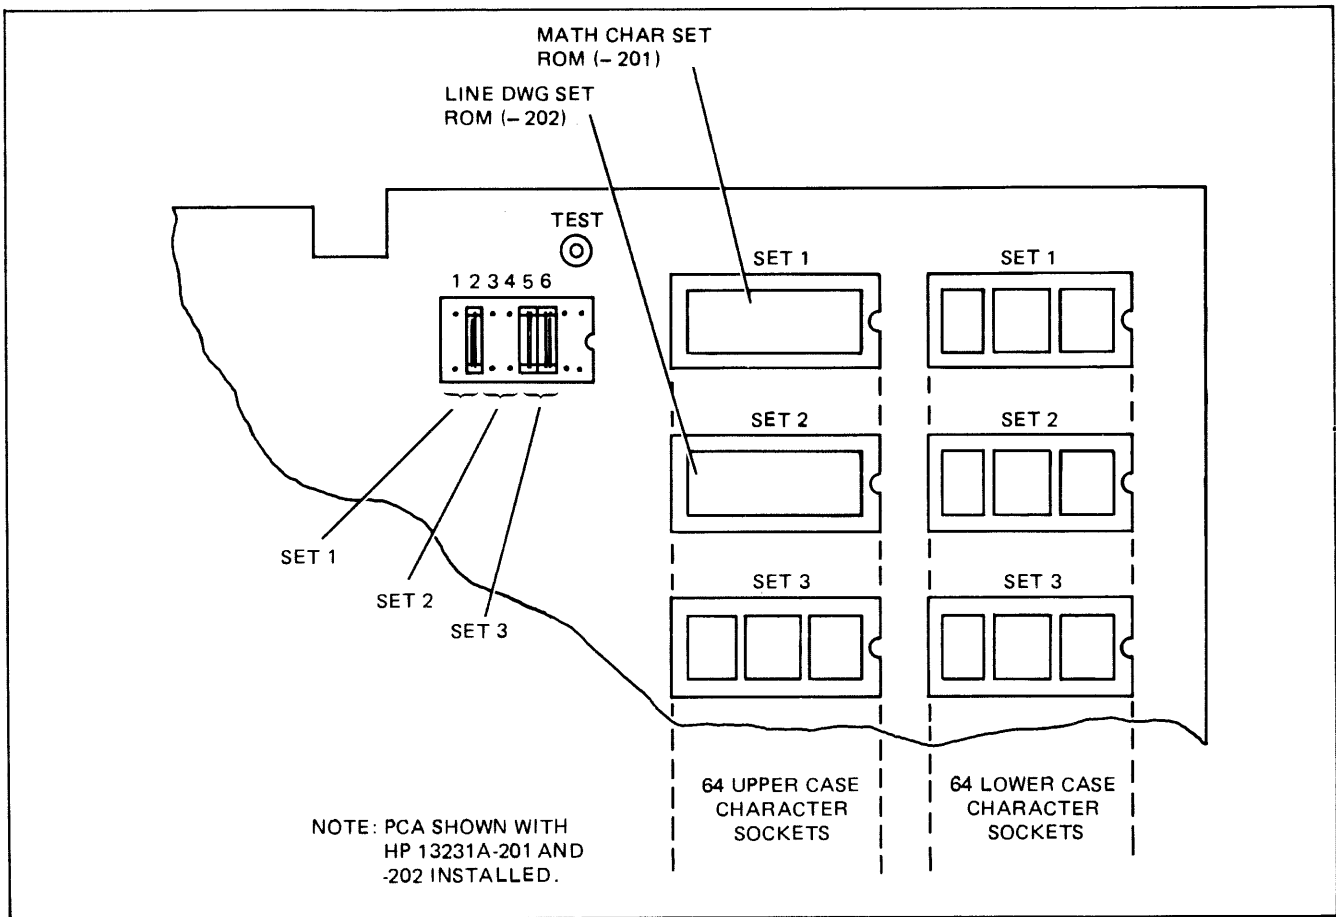 MATH CHAR SET
ROM (–201)
LINE DWG SET
ROM (–202)
TEST
1 2 3 4 5 6
SET 1
SET 1
SET 2
SET 2
SET 1
SET 2
SET 3
SET 3
SET 3
64 UPPER CASE
CHARACTER
SOCKETS
64 LOWER CASE
CHARACTER
SOCKETS
NOTE: PCA SHOWN WITH
HP 13231A-201 AND
-202 INSTALLED.